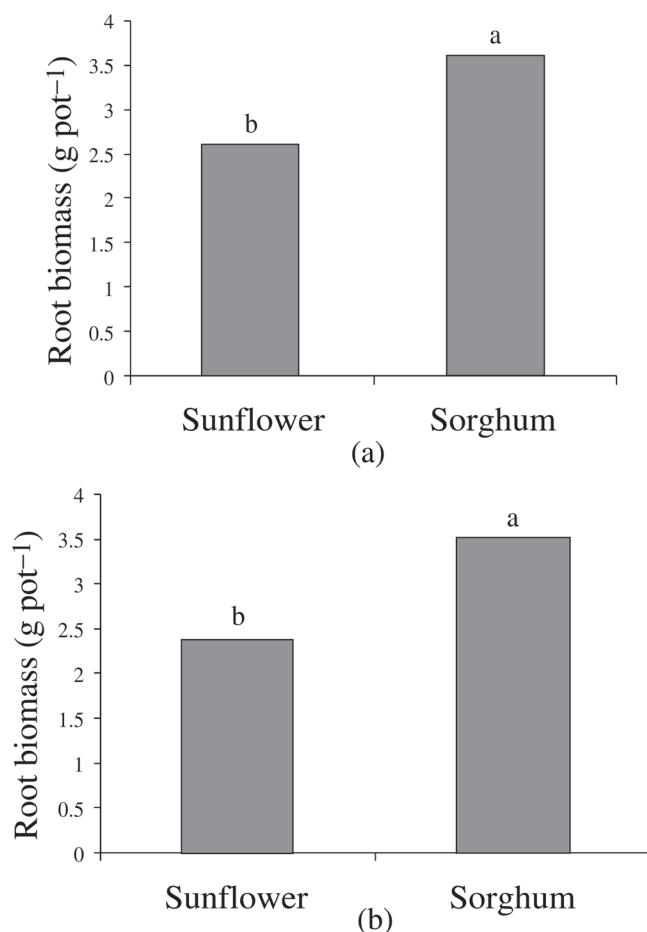 Root biomass (g pot⁻¹)
4
3.5
3
2.5
2
1.5
1
0.5
0
b
a
Sunflower Sorghum
(a)
Root biomass (g pot⁻¹)
4
3.5
3
2.5
2
1.5
1
0.5
0
b
a
Sunflower Sorghum
(b)